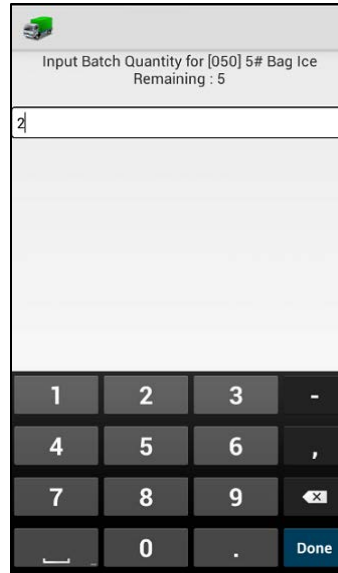 Input Batch Quantity for [050] 5# Bag Ice
Remaining : 5
2
1 2 3 -
4 5 6 ,
7 8 9
0 . Done